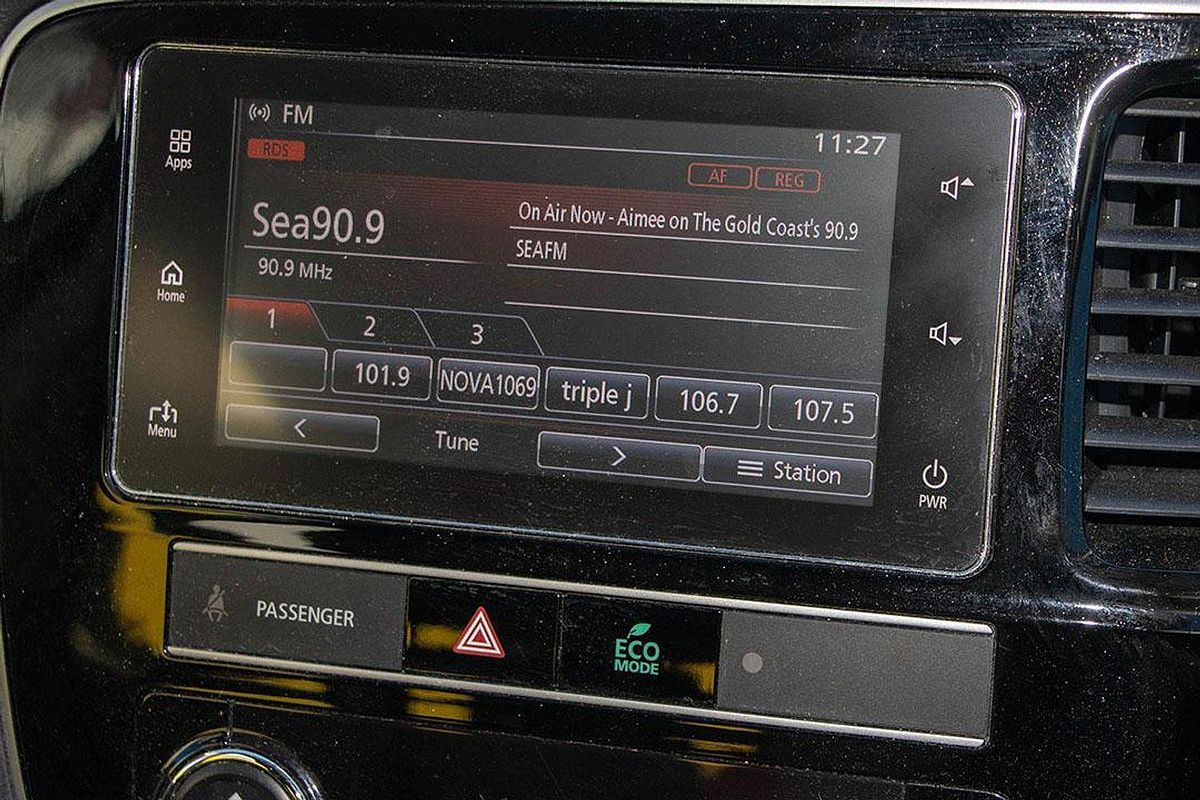 FM
11:27
RDS
AF REG
Apps
Sea90.9
On Air Now - Aimee on The Gold Coast's 90.9
SEAFM
90.9 MHz
Home
1 2 3
101.9 NOVA1069 triple j 106.7 107.5
Menu
< Tune > Station
PWR
PASSENGER
ECO
MODE